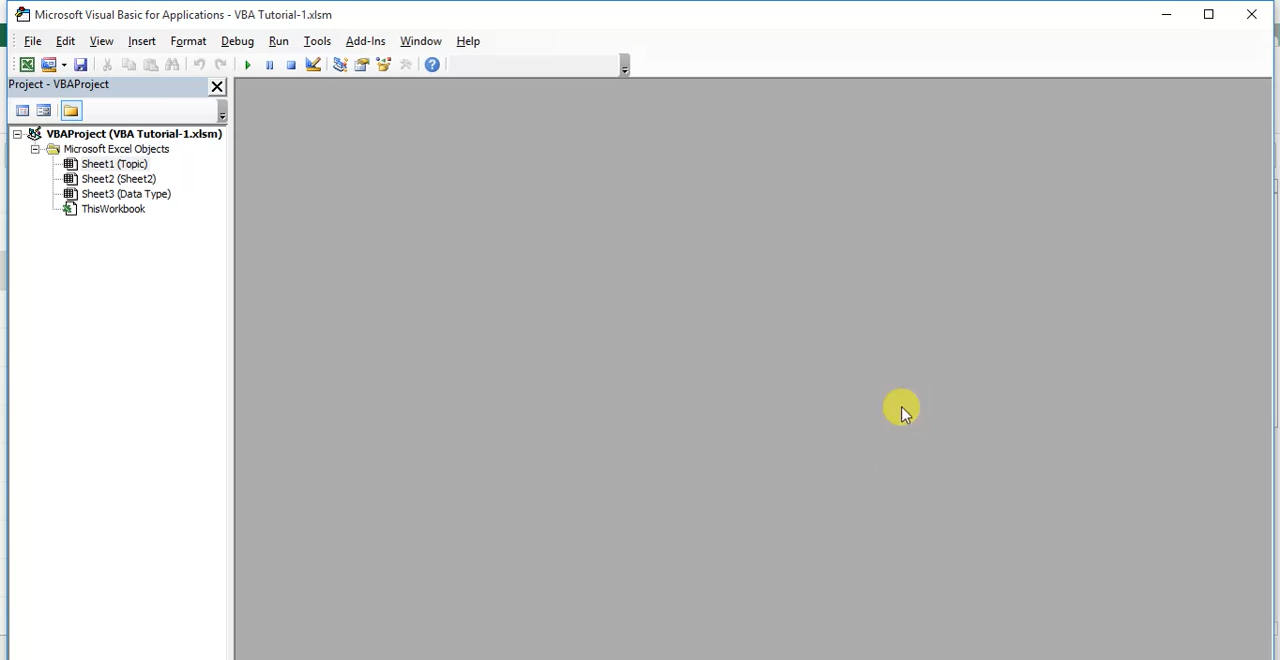 Microsoft Visual Basic for Applications - VBA Tutorial-1.xlsm
File Edit View Insert Format Debug Run Tools Add-Ins Window Help
Project - VBAProject
VBAProject (VBA Tutorial-1.xlsm)
Microsoft Excel Objects
Sheet1 (Topic)
Sheet2 (Sheet2)
Sheet3 (Data Type)
ThisWorkbook